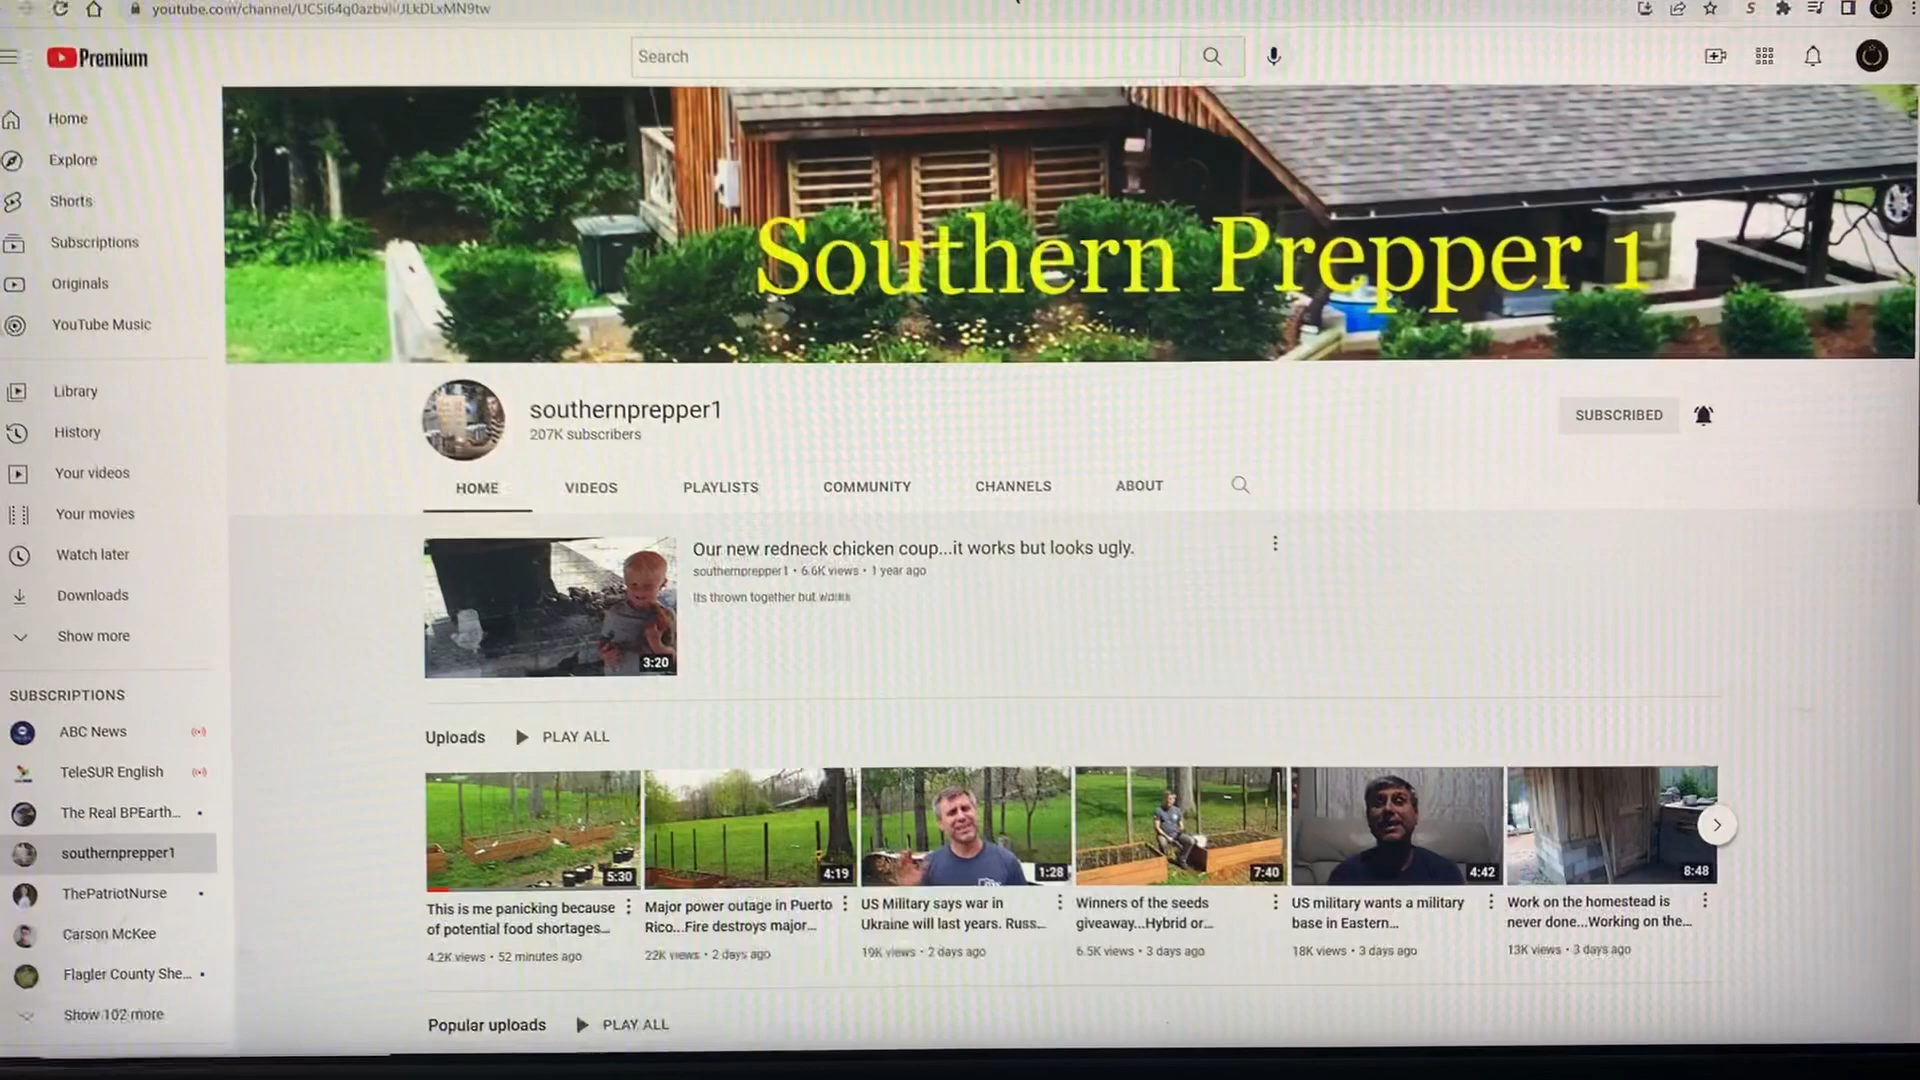 youtube.com/channel/
Premium
Search
Home
Explore
Shorts
Subscriptions
Originals
YouTube Music
Library
History
Your videos
Your movies
Watch later
Downloads
Show more
SUBSCRIPTIONS
ABC News
TeleSUR English
The Real BPEarth...
southernprepper1
ThePatriotNurse
Carson McKee
Flagler County She...
Show 102 more
Southern Prepper 1
southernprepper1
207K subscribers
SUBSCRIBED
HOME VIDEOS PLAYLISTS COMMUNITY CHANNELS ABOUT
3:20
Our new redneck chicken coup...it works but looks ugly.
southernprepper1 • 6.6K views • 1 year ago
Its thrown together but
Uploads PLAY ALL
5:30
This is me panicking because
of potential food shortages...
4.2K views • 52 minutes ago
4:19
Major power outage in Puerto
Rico...Fire destroys major...
22K views • 2 days ago
1:28
US Military says war in
Ukraine will last years. Russ...
19K views • 2 days ago
7:40
Winners of the seeds
giveaway...Hybrid or...
6.5K views • 3 days ago
4:42
US military wants a military
base in Eastern...
18K views • 3 days ago
8:48
Work on the homestead is
never done...Working on the...
13K views • 3 days ago
Popular uploads PLAY ALL